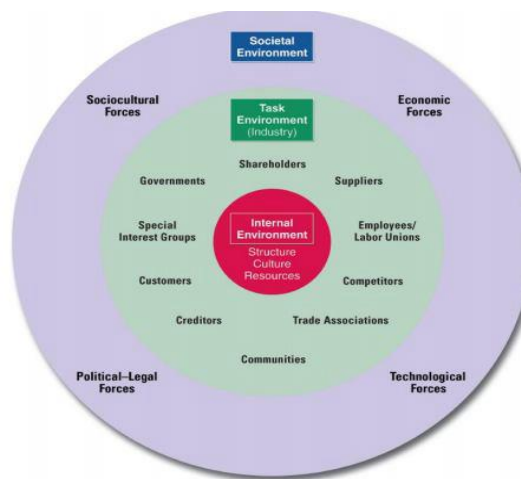 Societal
Environment
Sociocultural
Forces
Economic
Forces
Task
Environment
(Industry)
Shareholders
Governments
Suppliers
Special
Interest Groups
Internal
Environment
Structure
Culture
Resources
Employees/
Labor Unions
Customers
Competitors
Creditors
Trade Associations
Communities
Political–Legal
Forces
Technological
Forces